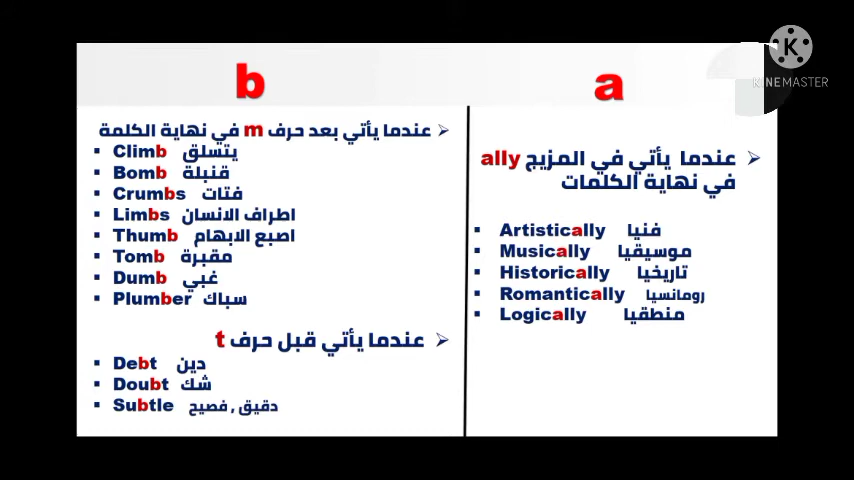 KINEMASTER
a
عندما يأتي في المزيج ally
في نهاية الكلمات
Artistically فنيا
Musically موسيقيا
Historically تاريخيا
Romantically رومانسيا
Logically منطقيا
b
عندما يأتي بعد حرف m في نهاية الكلمة
Climb يتسلق
Bomb قنبلة
Crumbs فتات
Limbs اطراف الانسان
Thumb اصبع الابهام
Tomb مقبرة
Dumb غبي
Plumber سباك
عندما يأتي قبل حرف t
Debt دين
Doubt شك
Subtle دقيق , فصيح